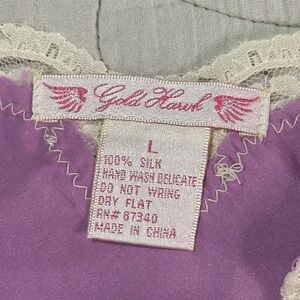 Gold Hawk
L
100% SILK
HAND WASH DELICATE
DO NOT WRING
DRY FLAT
RN# 87340
MADE IN CHINA